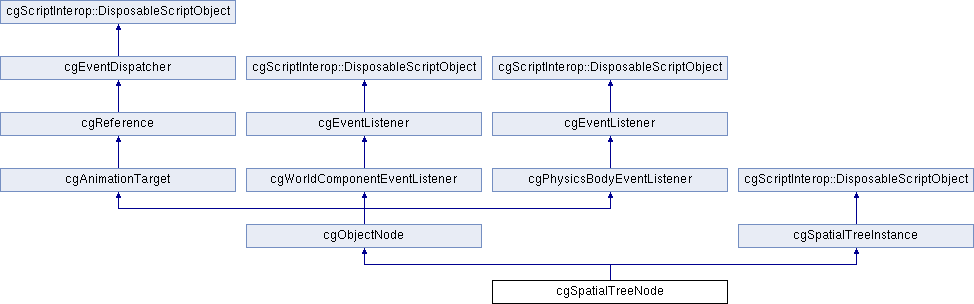 cgScriptInterop::DisposableScriptObject
cgEventDispatcher
cgScriptInterop::DisposableScriptObject
cgScriptInterop::DisposableScriptObject
cgReference
cgEventListener
cgEventListener
cgAnimationTarget
cgWorldComponentEventListener
cgPhysicsBodyEventListener
cgScriptInterop::DisposableScriptObject
cgObjectNode
cgSpatialTreeInstance
cgSpatialTreeNode